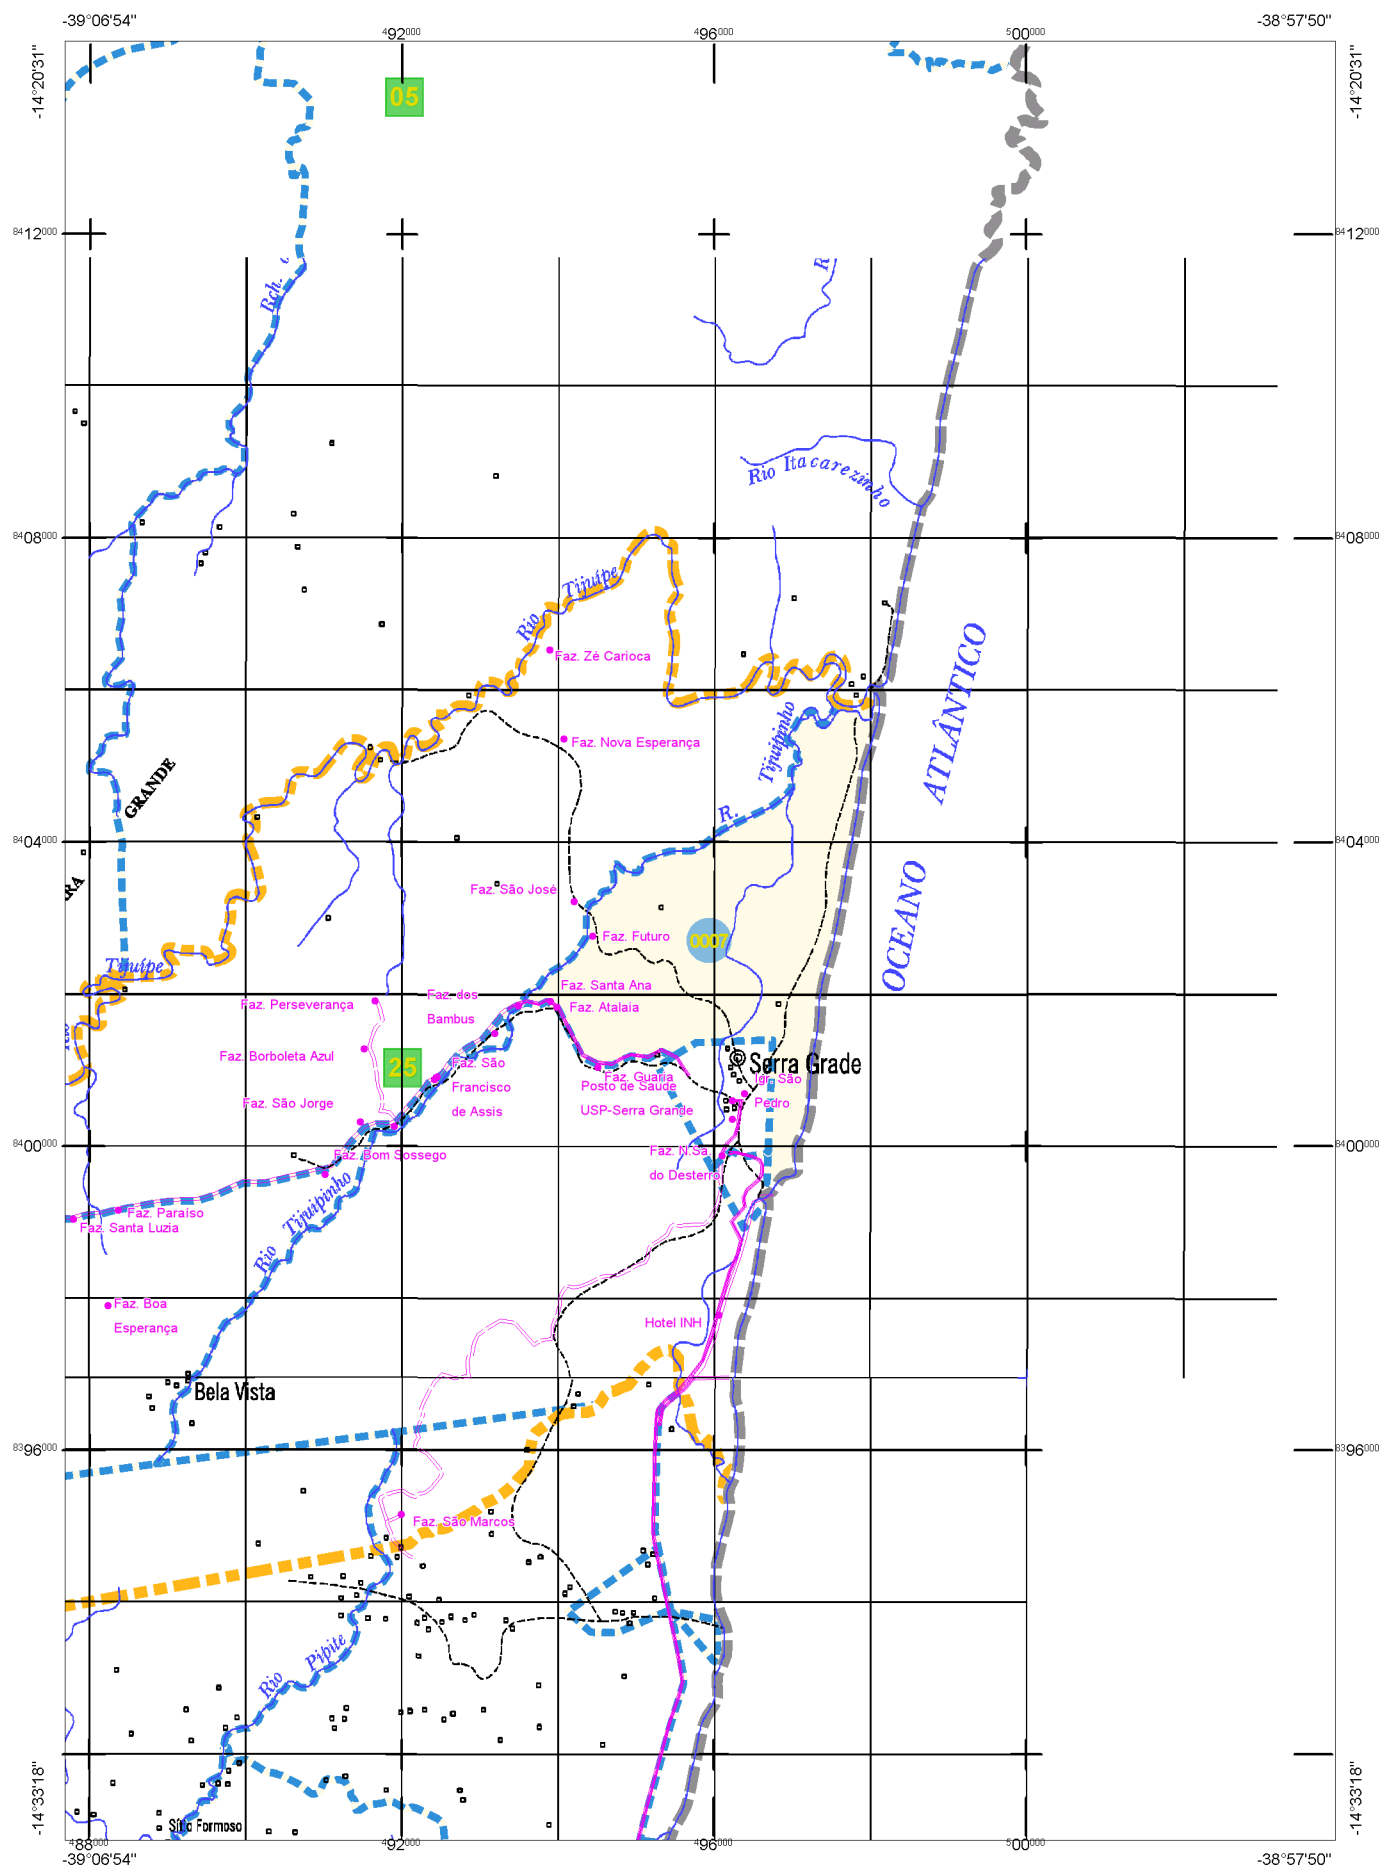 -39°06'54"
-38°57'50"
492000
496000
500000
-14°20'31"
-14°20'31"
05
8412000
8412000
Rch.
R
Rio Itacarezinho
8408000
8408000
Rio Tijuípe
Faz. Zé Carioca
Faz. Nova Esperança
Tijuipinho
R.
OCEANO ATLÂNTICO
GRANDE
RRA
8404000
8404000
Faz. São José
Faz. Futuro
0007
Tijuípe
Rio
Faz. Santa Ana
Faz. Perseverança
Faz. dos
Bambus
Faz. Atalaia
Faz. Borboleta Azul
25
Faz. São
Francisco
de Assis
Serra Grade
Faz. Guaria
Posto de Saúde
USP-Serra Grande
Igr. São
Pedro
Faz. São Jorge
8400000
8400000
Faz. Bom Sossego
Faz. N.Sa.
do Desterro
Faz. Paraiso
Faz. Santa Luzia
Rio Tijuipinho
Faz. Boa
Esperança
Hotel INH
Bela Vista
8396000
8396000
Faz. São Marcos
Rio Pipite
Sítio Formoso
-14°33'18"
-14°33'18"
488000
492000
496000
500000
-39°06'54"
-38°57'50"